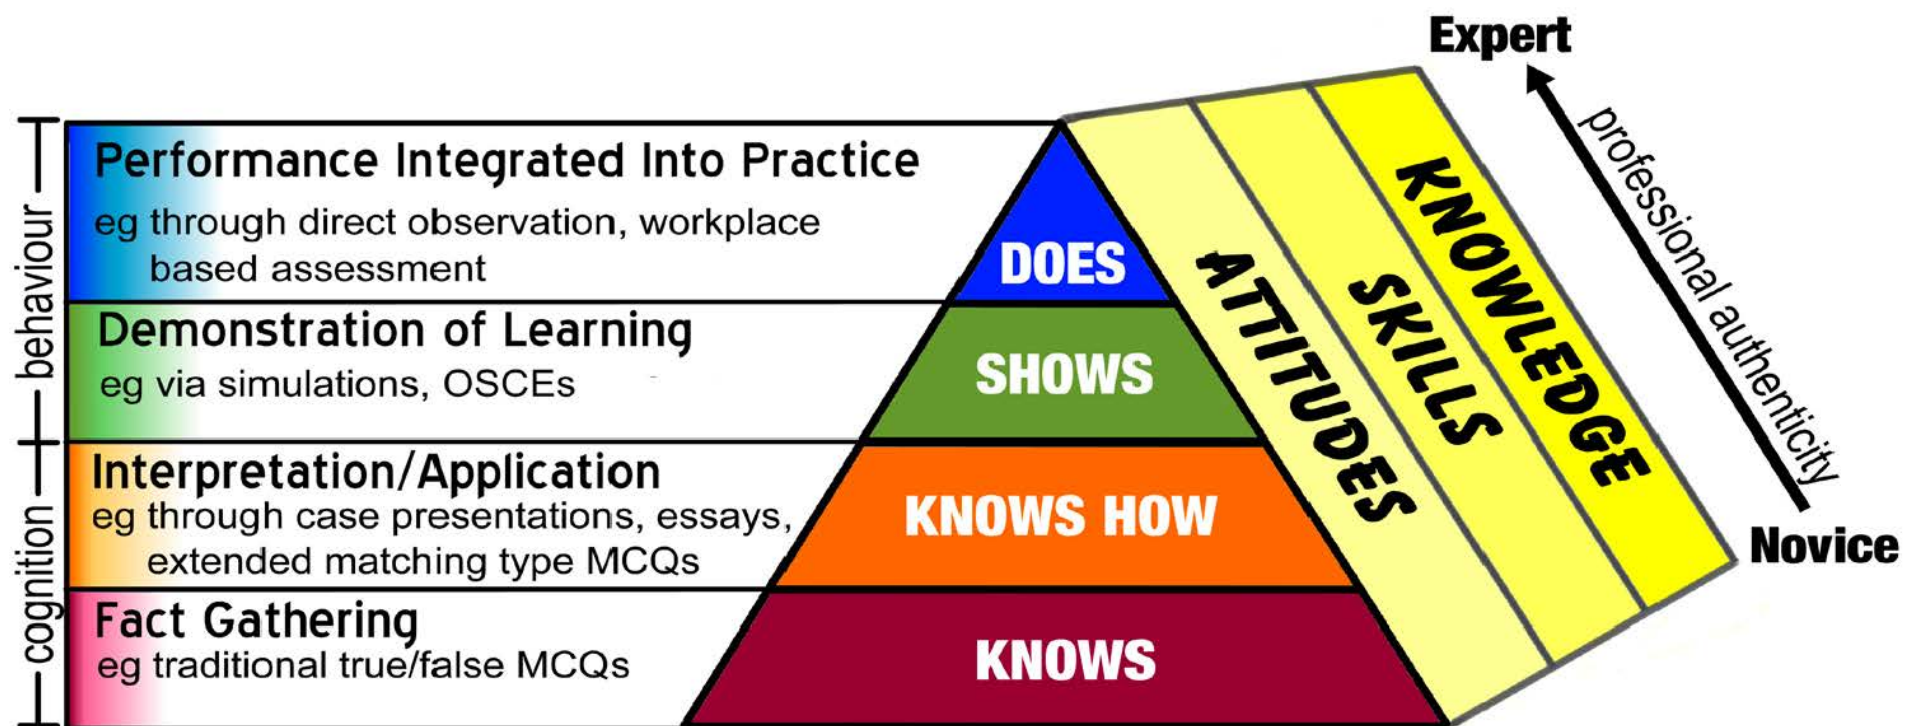 Expert
Performance Integrated Into Practice
eg through direct observation, workplace
based assessment
DOES
Demonstration of Learning
eg via simulations, OSCEs
SHOWS
Interpretation/Application
eg through case presentations, essays,
extended matching type MCQs
KNOWS HOW
Fact Gathering
eg traditional true/false MCQs
KNOWS
behaviour
cognition
ATTITUDES
SKILLS
KNOWLEDGE
professional authenticity
Novice